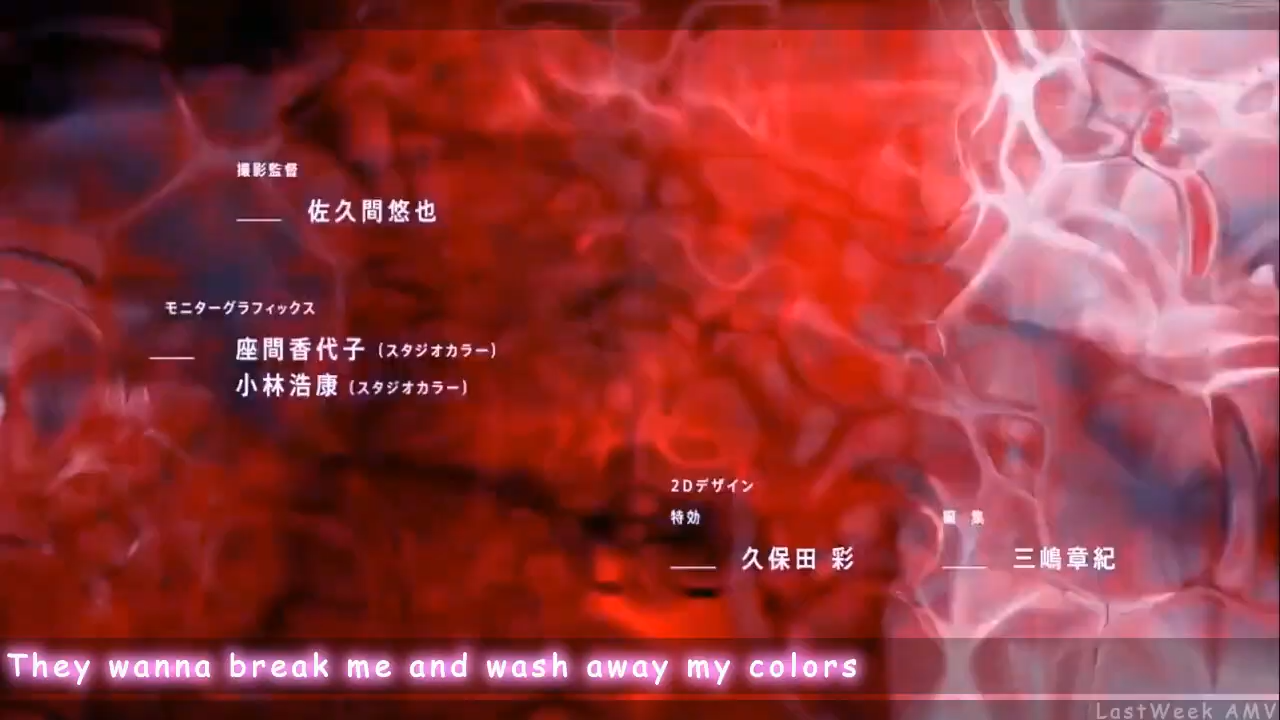 撮影監督
佐久間悠也
モニターグラフィックス
座間香代子 (スタジオカラー)
小林浩康 (スタジオカラー)
2Dデザイン
特効
久保田 彩
編 集
三嶋章紀
They wanna break me and wash away my colors
LastWeek AMV